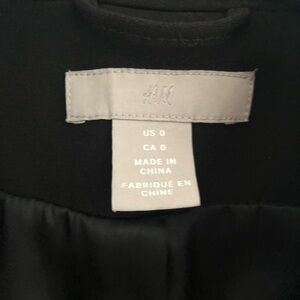 H&M
US 0
CA 0
MADE IN
CHINA
FABRIQUÉ EN
CHINE